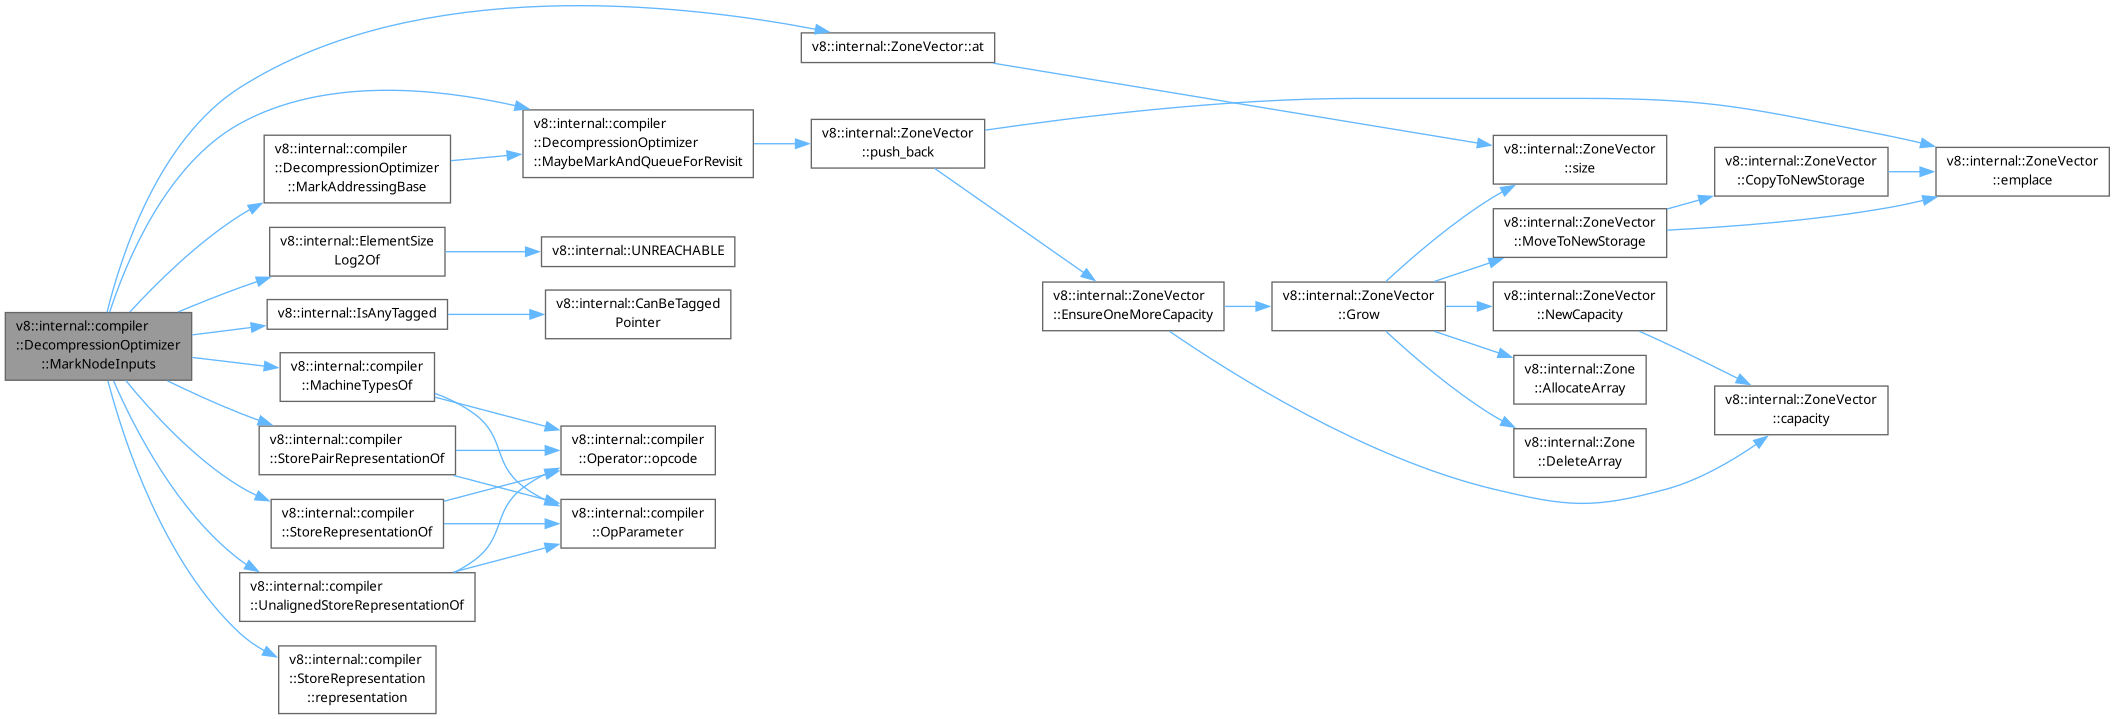 v8::internal::compiler
::DecompressionOptimizer
::MarkNodeInputs
v8::internal::ZoneVector::at
v8::internal::ZoneVector
::size
v8::internal::compiler
::DecompressionOptimizer
::MaybeMarkAndQueueForRevisit
v8::internal::ZoneVector
::push_back
v8::internal::ZoneVector
::emplace
v8::internal::ZoneVector
::EnsureOneMoreCapacity
v8::internal::ZoneVector
::capacity
v8::internal::ZoneVector
::Grow
v8::internal::ZoneVector
::MoveToNewStorage
v8::internal::ZoneVector
::CopyToNewStorage
v8::internal::ZoneVector
::NewCapacity
v8::internal::Zone
::AllocateArray
v8::internal::Zone
::DeleteArray
v8::internal::compiler
::DecompressionOptimizer
::MarkAddressingBase
v8::internal::ElementSize
Log2Of
v8::internal::UNREACHABLE
v8::internal::IsAnyTagged
v8::internal::CanBeTagged
Pointer
v8::internal::compiler
::MachineTypesOf
v8::internal::compiler
::Operator::opcode
v8::internal::compiler
::OpParameter
v8::internal::compiler
::StorePairRepresentationOf
v8::internal::compiler
::StoreRepresentationOf
v8::internal::compiler
::UnalignedStoreRepresentationOf
v8::internal::compiler
::StoreRepresentation
::representation